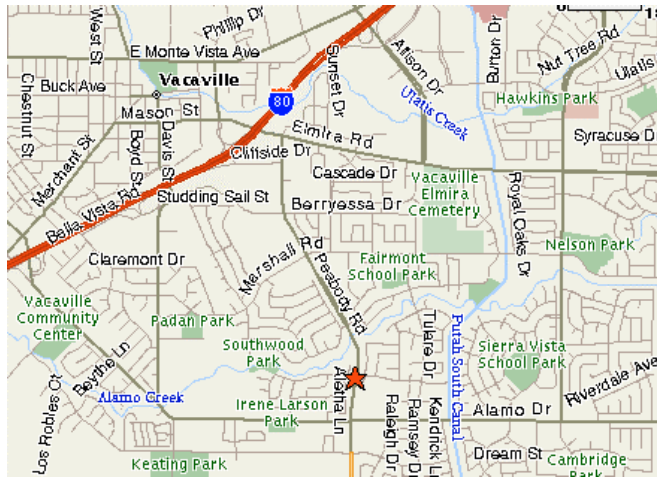 Phillip Dr
West St
E Monte Vista Ave
Sunset Dr
Allison Dr
Burton Dr
Nut Tree Rd
Ulatis
Chestnut St
Buck Ave
Vacaville
80
Ulatis Creek
Hawkins Park
Mason St
Elmira Rd
Syracuse D
Merchant St
Boyd St
Davis St
Cliffside Dr
Cascade Dr
Vacaville
Elmira
Cemetery
Royal Oaks Dr
Bella Vista Rd
Studding Sail St
Berryessa Dr
Marshall Rd
Nelson Park
Claremont Dr
Peabody Rd
Fairmont
School Park
Vacaville
Community
Center
Padan Park
Southwood
Park
Tulare Dr
Putah South Canal
Sierra Vista
School Park
Beythe Ln
Los Robles Ct
Alamo Creek
Irene Larson
Park
Aletha Ln
Raleigh Dr
Ramsey Dr
Kendrick Ln
Alamo Dr
Riverdale Ave
Keating Park
Dream St
Cambridge
Park